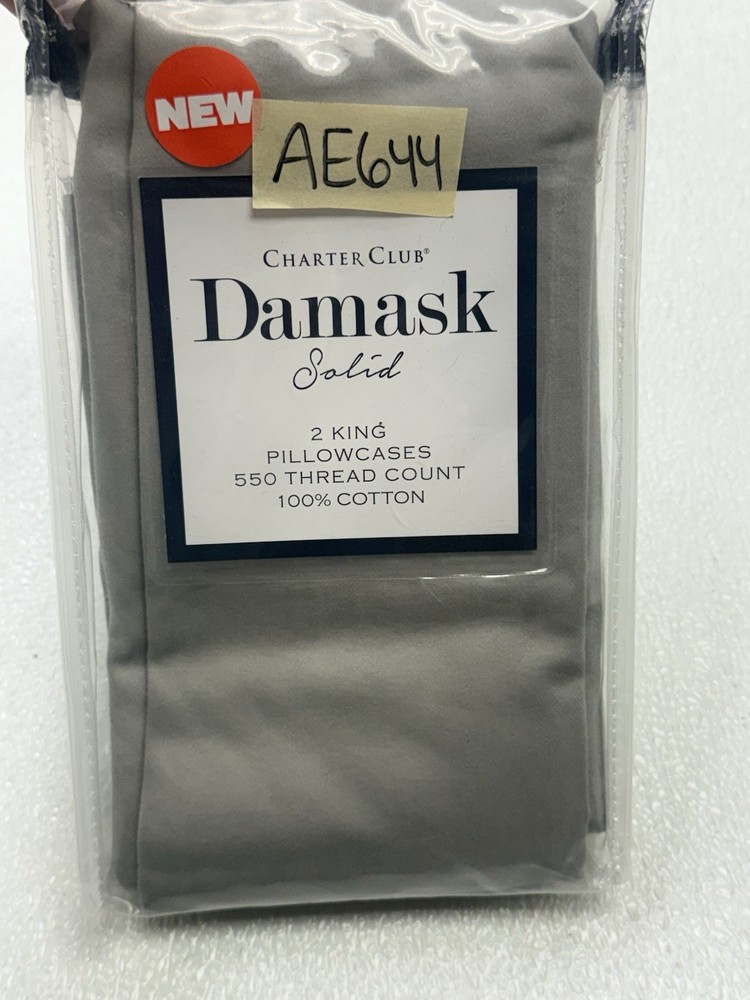 NEW
AE644
CHARTER CLUB®
Damask
Solid
2 KING
PILLOWCASES
550 THREAD COUNT
100% COTTON